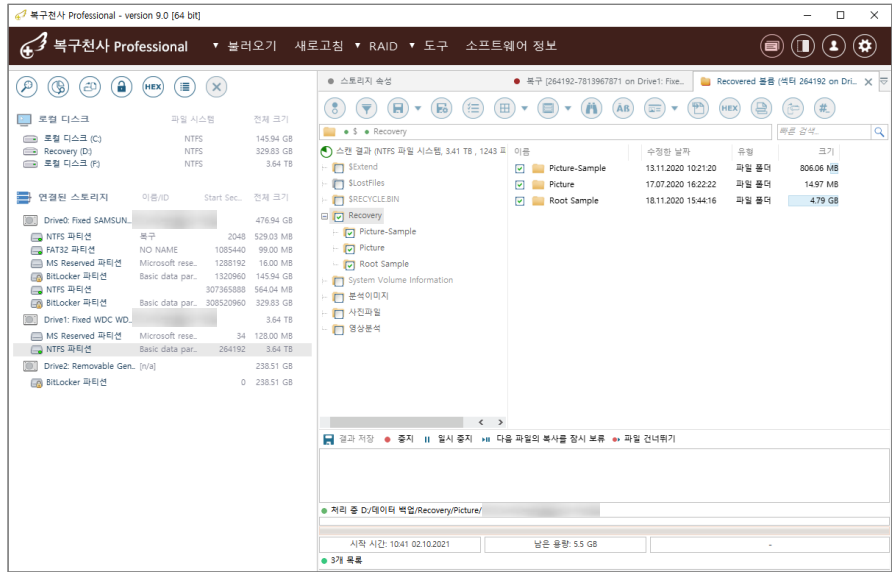 복구천사 Professional - version 9.0 [64 bit]
복구천사 Professional ▼ 불러오기 새로고침 ▼ RAID ▼ 도구 소프트웨어 정보
HEX
로컬 디스크 파일 시스템 전체 크기
로컬 디스크 (C:) NTFS 145.94 GB
Recovery (D:) NTFS 329.83 GB
로컬 디스크 (F:) NTFS 3.64 TB
연결된 스토리지 이름/ID Start Sec... 전체 크기
Drive0: Fixed SAMSUN... 476.94 GB
NTFS 파티션 복구 2048 529.03 MB
FAT32 파티션 NO NAME 1085440 99.00 MB
MS Reserved 파티션 Microsoft rese... 1288192 16.00 MB
BitLocker 파티션 Basic data par... 1320960 145.94 GB
NTFS 파티션 307365888 564.04 MB
BitLocker 파티션 Basic data par... 308520960 329.83 GB
Drive1: Fixed WDC WD... 3.64 TB
MS Reserved 파티션 Microsoft rese... 34 128.00 MB
NTFS 파티션 Basic data par... 264192 3.64 TB
Drive2: Removable Gen... [n/a] 238.51 GB
BitLocker 파티션 0 238.51 GB
스토리지 속성 복구 [264192-7813967871 on Drive1: Fixe... Recovered 볼륨 (섹터 264192 on Dri...
AB HEX #
$ Recovery 빠른 검색...
스캔 결과 (NTFS 파일 시스템, 3.41 TB , 1243 파
$Extend
$LostFiles
$RECYCLE.BIN
Recovery
Picture-Sample
Picture
Root Sample
System Volume Information
분석이미지
사진파일
영상분석
이름 수정한 날짜 유형 크기
Picture-Sample 13.11.2020 10:21:20 파일 폴더 806.06 MB
Picture 17.07.2020 16:22:22 파일 폴더 14.97 MB
Root Sample 18.11.2020 15:44:16 파일 폴더 4.79 GB
결과 저장 중지 일시 중지 다음 파일의 복사를 잠시 보류 파일 건너뛰기
처리 중 D:/데이터 백업/Recovery/Picture/
시작 시간: 10:41 02.10.2021 남은 용량: 5.5 GB -
3개 목록